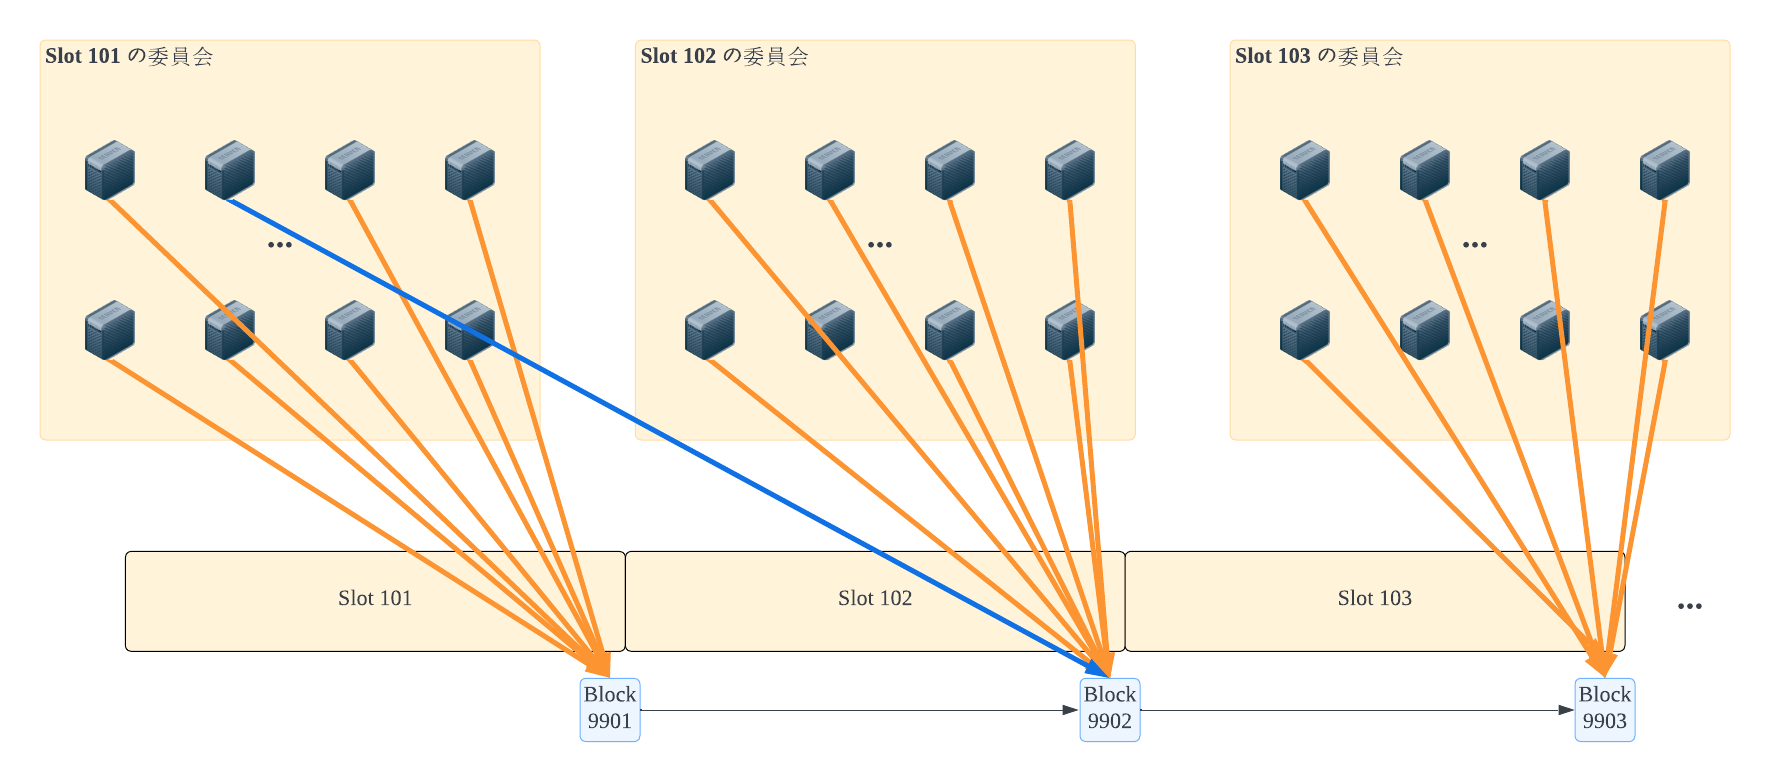 Slot 101 の委員会
Slot 102 の委員会
Slot 103 の委員会
...
...
...
Slot 101
Slot 102
Slot 103
...
Block
9901
Block
9902
Block
9903